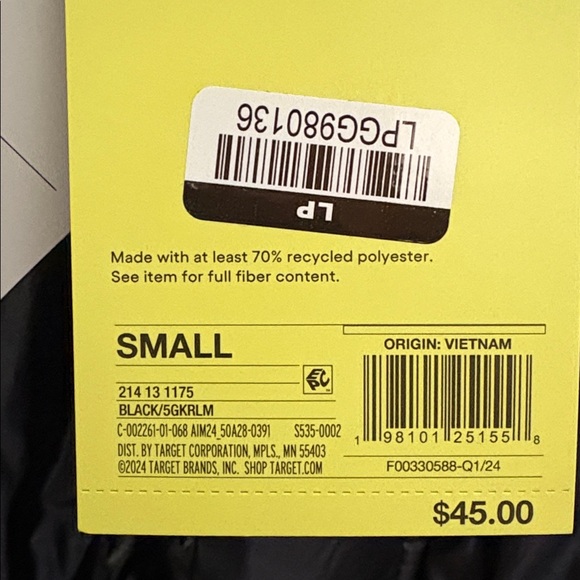 LPGG980136
LP
Made with at least 70% recycled polyester.
See item for full fiber content.
SMALL
ORIGIN: VIETNAM
214 13 1175
BLACK/5GKRLM
C-002261-01-068 AIM24_50A28-0391 S535-0002
DIST. BY TARGET CORPORATION, MPLS., MN 55403
©2024 TARGET BRANDS, INC. SHOP TARGET.COM
1 98101 25155 8
F00330588-Q1/24
$45.00